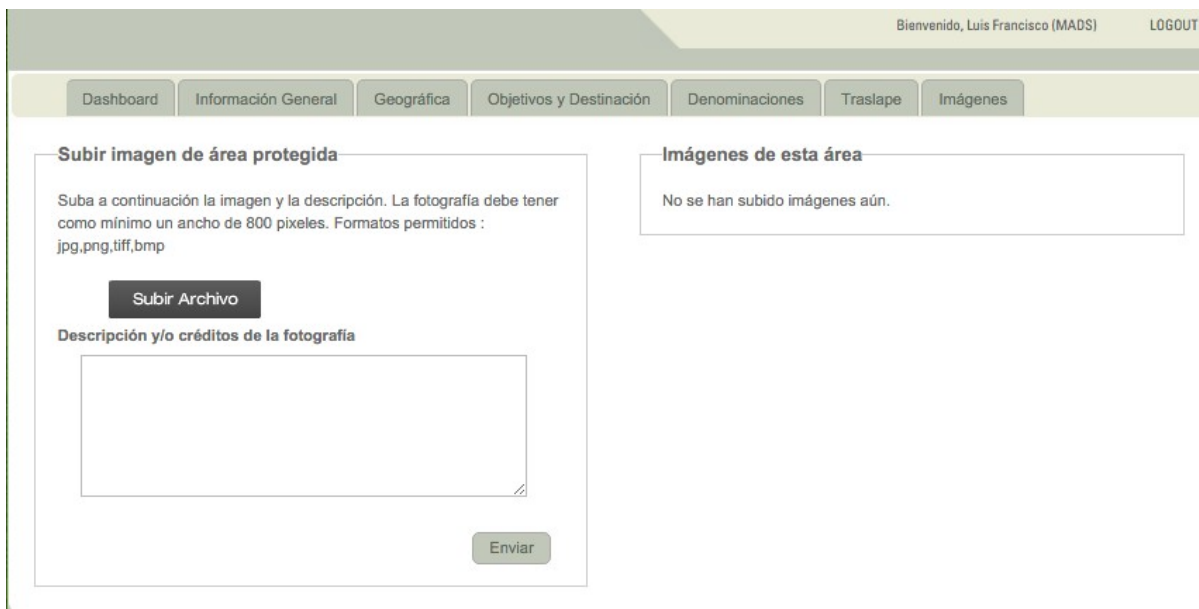 Bienvenido, Luis Francisco (MADS) LOGOUT
Dashboard Información General Geográfica Objetivos y Destinación Denominaciones Traslape Imágenes
Subir imagen de área protegida
Suba a continuación la imagen y la descripción. La fotografía debe tener
como mínimo un ancho de 800 pixeles. Formatos permitidos :
jpg,png,tiff,bmp
Subir Archivo
Descripción y/o créditos de la fotografía
Enviar
Imágenes de esta área
No se han subido imágenes aún.